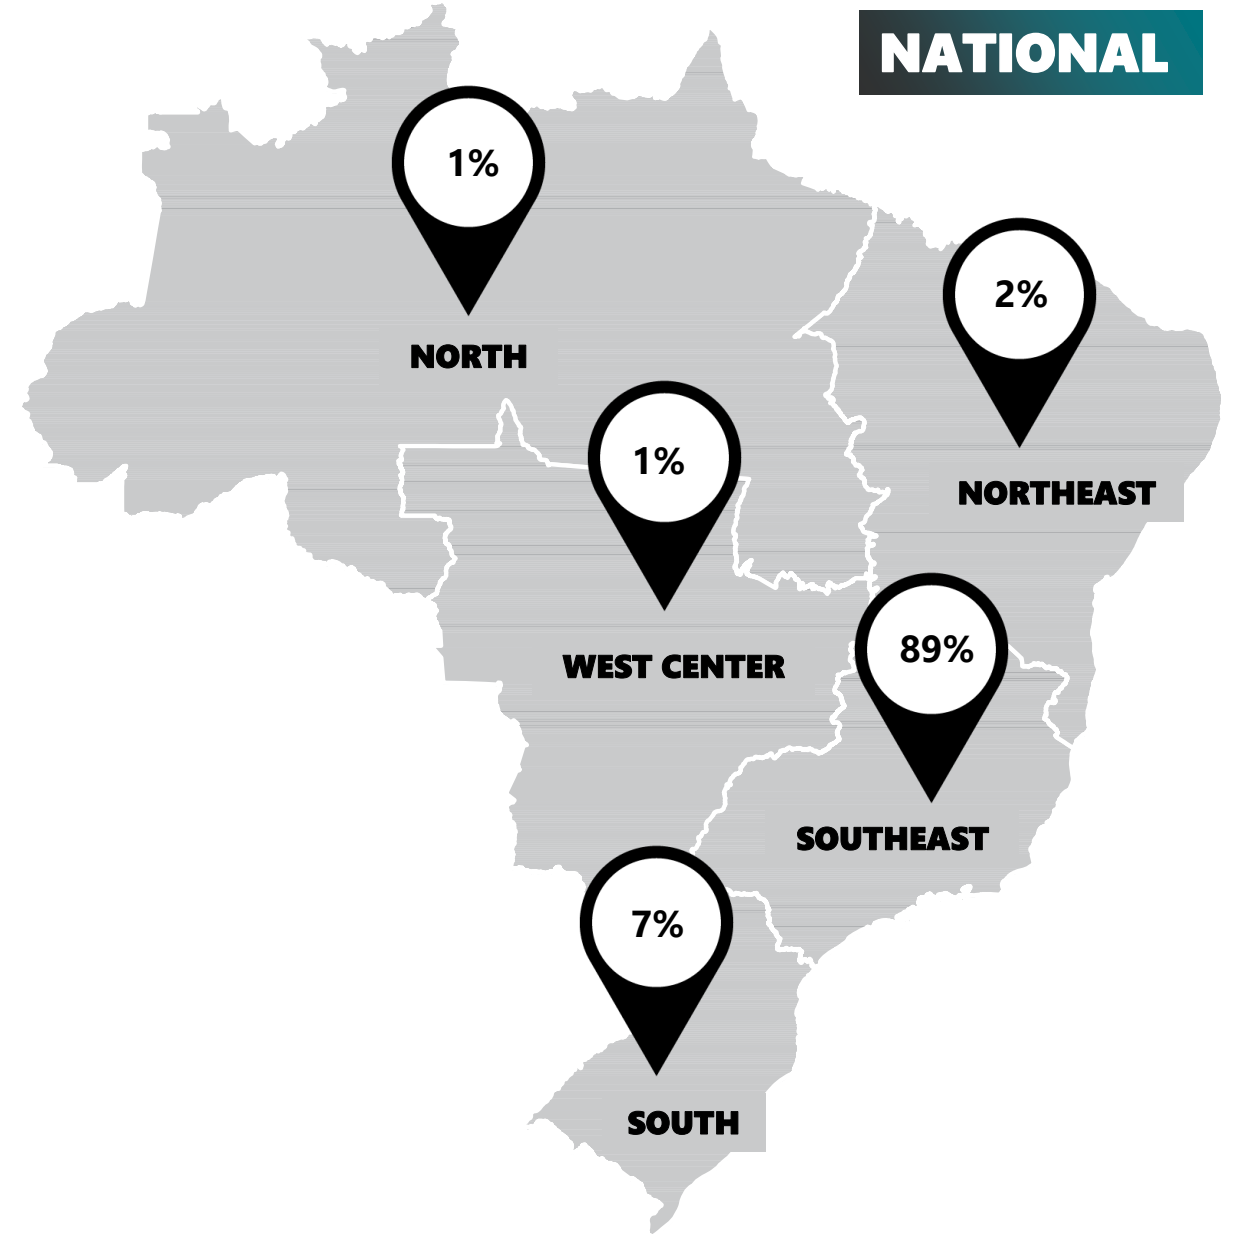 NATIONAL
1%
NORTH
2%
NORTHEAST
1%
WEST CENTER
89%
SOUTHEAST
7%
SOUTH